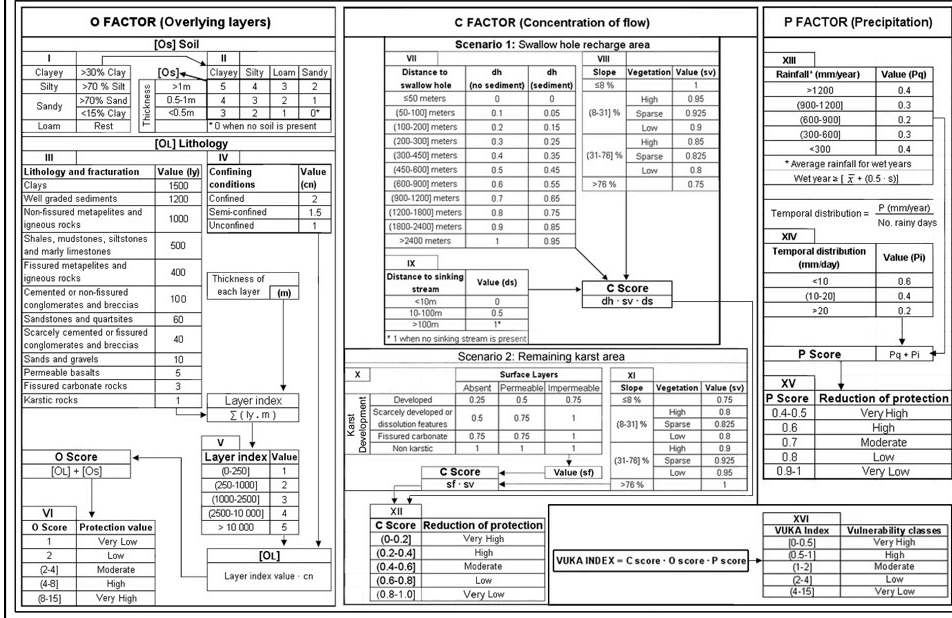 O FACTOR (Overlying layers)
[Os] Soil
I
Clayey >30% Clay
Silty >70 % Silt
Sandy >70% Sand
<15% Clay
Loam Rest
II
[Os]
Clayey Silty Loam Sandy
Thickness
>1m 5 4 3 2
0.5-1m 4 3 2 1
<0.5m 3 2 1 0*
* 0 when no soil is present
[OL] Lithology
III
Lithology and fracturation Value (ly)
Clays 1500
Well graded sediments 1200
Non-fissured metapelites and
igneous rocks 1000
Shales, mudstones, siltstones
and marly limestones 500
Fissured metapelites and
igneous rocks 400
Cemented or non-fissured
conglomerates and breccias 100
Sandstones and quartsites 60
Scarcely cemented or fissured
conglomerates and breccias 40
Sands and gravels 10
Permeable basalts 5
Fissured carbonate rocks 3
Karstic rocks 1
IV
Confining
conditions Value
(cn)
Confined 2
Semi-confined 1.5
Unconfined 1
Thickness of
each layer (m)
Layer index
∑ ( ly . m )
V
Layer index Value
(0-250] 1
(250-1000] 2
(1000-2500] 3
(2500-10 000] 4
> 10 000 5
[OL]
Layer index value · cn
O Score
[OL] + [Os]
VI
O Score Protection value
1 Very Low
2 Low
(2-4] Moderate
(4-8] High
(8-15] Very High
C FACTOR (Concentration of flow)
Scenario 1: Swallow hole recharge area
VII
Distance to
swallow hole dh
(no sediment) dh
(sediment)
≤50 meters 0 0
(50-100] meters 0.1 0.05
(100-200] meters 0.2 0.15
(200-300] meters 0.3 0.25
(300-450] meters 0.4 0.35
(450-600] meters 0.5 0.45
(600-900] meters 0.6 0.55
(900-1200] meters 0.7 0.65
(1200-1800] meters 0.8 0.75
(1800-2400] meters 0.9 0.85
>2400 meters 1 0.95
VIII
Slope Vegetation Value (sv)
≤8 % 1
(8-31] % High 0.95
Sparse 0.925
Low 0.9
(31-76] % High 0.85
Sparse 0.825
Low 0.8
>76 % 0.75
IX
Distance to sinking
stream Value (ds)
<10m 0
10-100m 0.5
>100m 1*
* 1 when no sinking stream is present
C Score
dh · sv · ds
Scenario 2: Remaining karst area
X
Surface Layers
Absent Permeable Impermeable
Karst
Development
Developed 0.25 0.5 0.75
Scarcely developed or
dissolution features 0.5 0.75 1
Fissured carbonate 0.75 0.75 1
Non karstic 1 1 1
XI
Slope Vegetation Value (sv)
≤8 % 0.75
(8-31] % High 0.8
Sparse 0.825
Low 0.8
(31-76] % High 0.9
Sparse 0.925
Low 0.95
>76 % 1
C Score
sf · sv
Value (sf)
XII
C Score Reduction of protection
(0-0.2] Very High
(0.2-0.4] High
(0.4-0.6] Moderate
(0.6-0.8] Low
(0.8-1.0] Very Low
P FACTOR (Precipitation)
XIII
Rainfall* (mm/year) Value (Pq)
>1200 0.4
(900-1200] 0.3
(600-900] 0.2
(300-600] 0.3
<300 0.4
* Average rainfall for wet years
Wet year ≥ [ x̄ + (0.5 · s)]
Temporal distribution = P (mm/year)
No. rainy days
XIV
Temporal distribution
(mm/day) Value (Pi)
<10 0.6
(10-20] 0.4
>20 0.2
P Score Pq + Pi
XV
P Score Reduction of protection
0.4-0.5 Very High
0.6 High
0.7 Moderate
0.8 Low
0.9-1 Very Low
VUKA INDEX = C score · O score · P score
XVI
VUKA Index Vulnerability classes
[0-0.5] Very High
(0.5-1] High
(1-2] Moderate
(2-4] Low
(4-15] Very Low